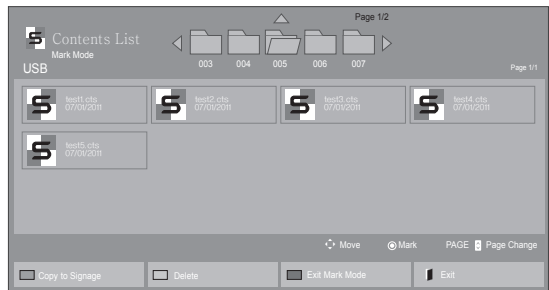 Page 1/2
Contents List
Mark Mode
USB
003 004 005 006 007
Page 1/1
test1.cts
07/01/2011
test2.cts
07/01/2011
test3.cts
07/01/2011
test4.cts
07/01/2011
test5.cts
07/01/2011
Move Mark PAGE Page Change
Copy to Signage Delete Exit Mark Mode Exit